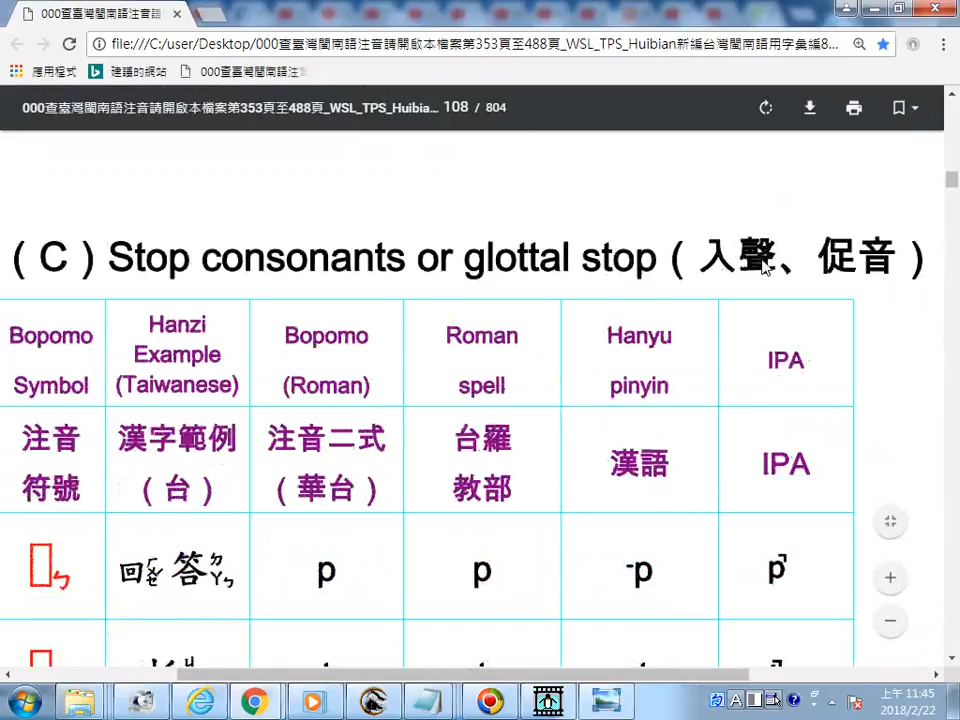 000查臺灣閩南語注音請
file:///C:/user/Desktop/000查臺灣閩南語注音請開啟本檔案第353頁至488頁_WSL_TPS_Huibian新編台灣閩南語用字彙編8...
應用程式 建議的網站 000查臺灣閩南語注音
000查臺灣閩南語注音請開啟本檔案第353頁至488頁_WSL_TPS_Huibia... 108 / 804
（C）Stop consonants or glottal stop（入聲、促音）
Bopomo Symbol
Hanzi Example (Taiwanese)
Bopomo (Roman)
Roman spell
Hanyu pinyin
IPA
注音符號
漢字範例（台）
注音二式（華台）
台羅教部
漢語
IPA
ㄅ
回ㄏㄨㆤ 答ㄉㄚㄅ
p
p
-p
p̚
上午 11:45
2018/2/22